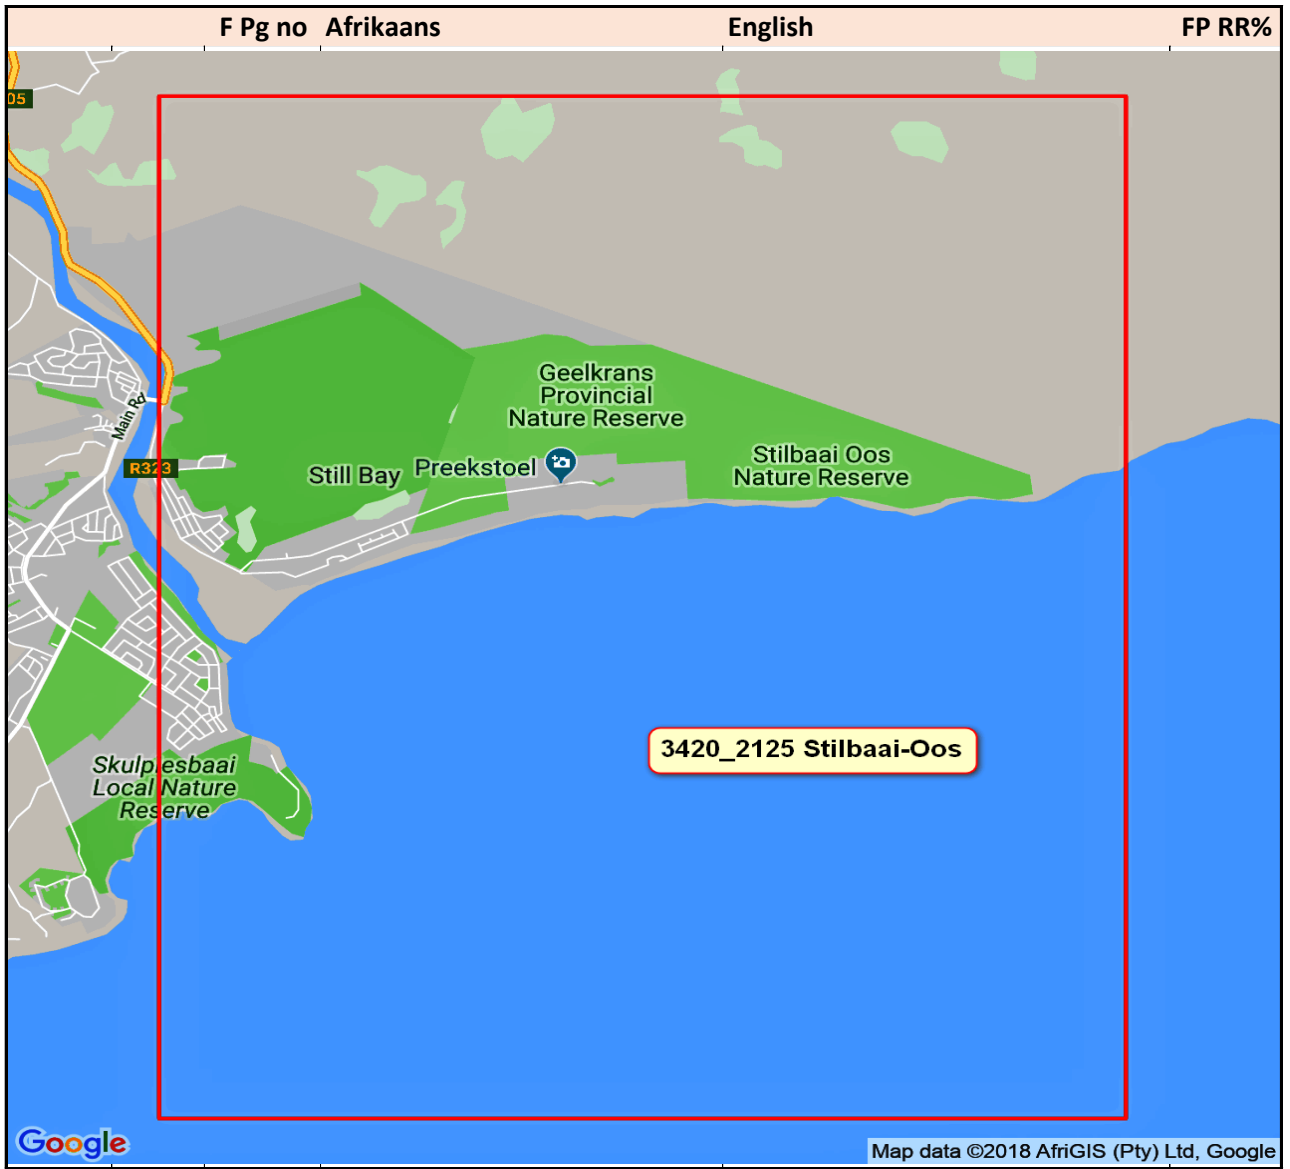 F Pg no Afrikaans English FP RR%
05
Main Rd
Geelkrans
Provincial
Nature Reserve
Stilbaai Oos
Nature Reserve
R323
Still Bay
Preekstoel
3420_2125 Stilbaai-Oos
Skulpiesbaai
Local Nature
Reserve
Google
Map data ©2018 AfriGIS (Pty) Ltd, Google